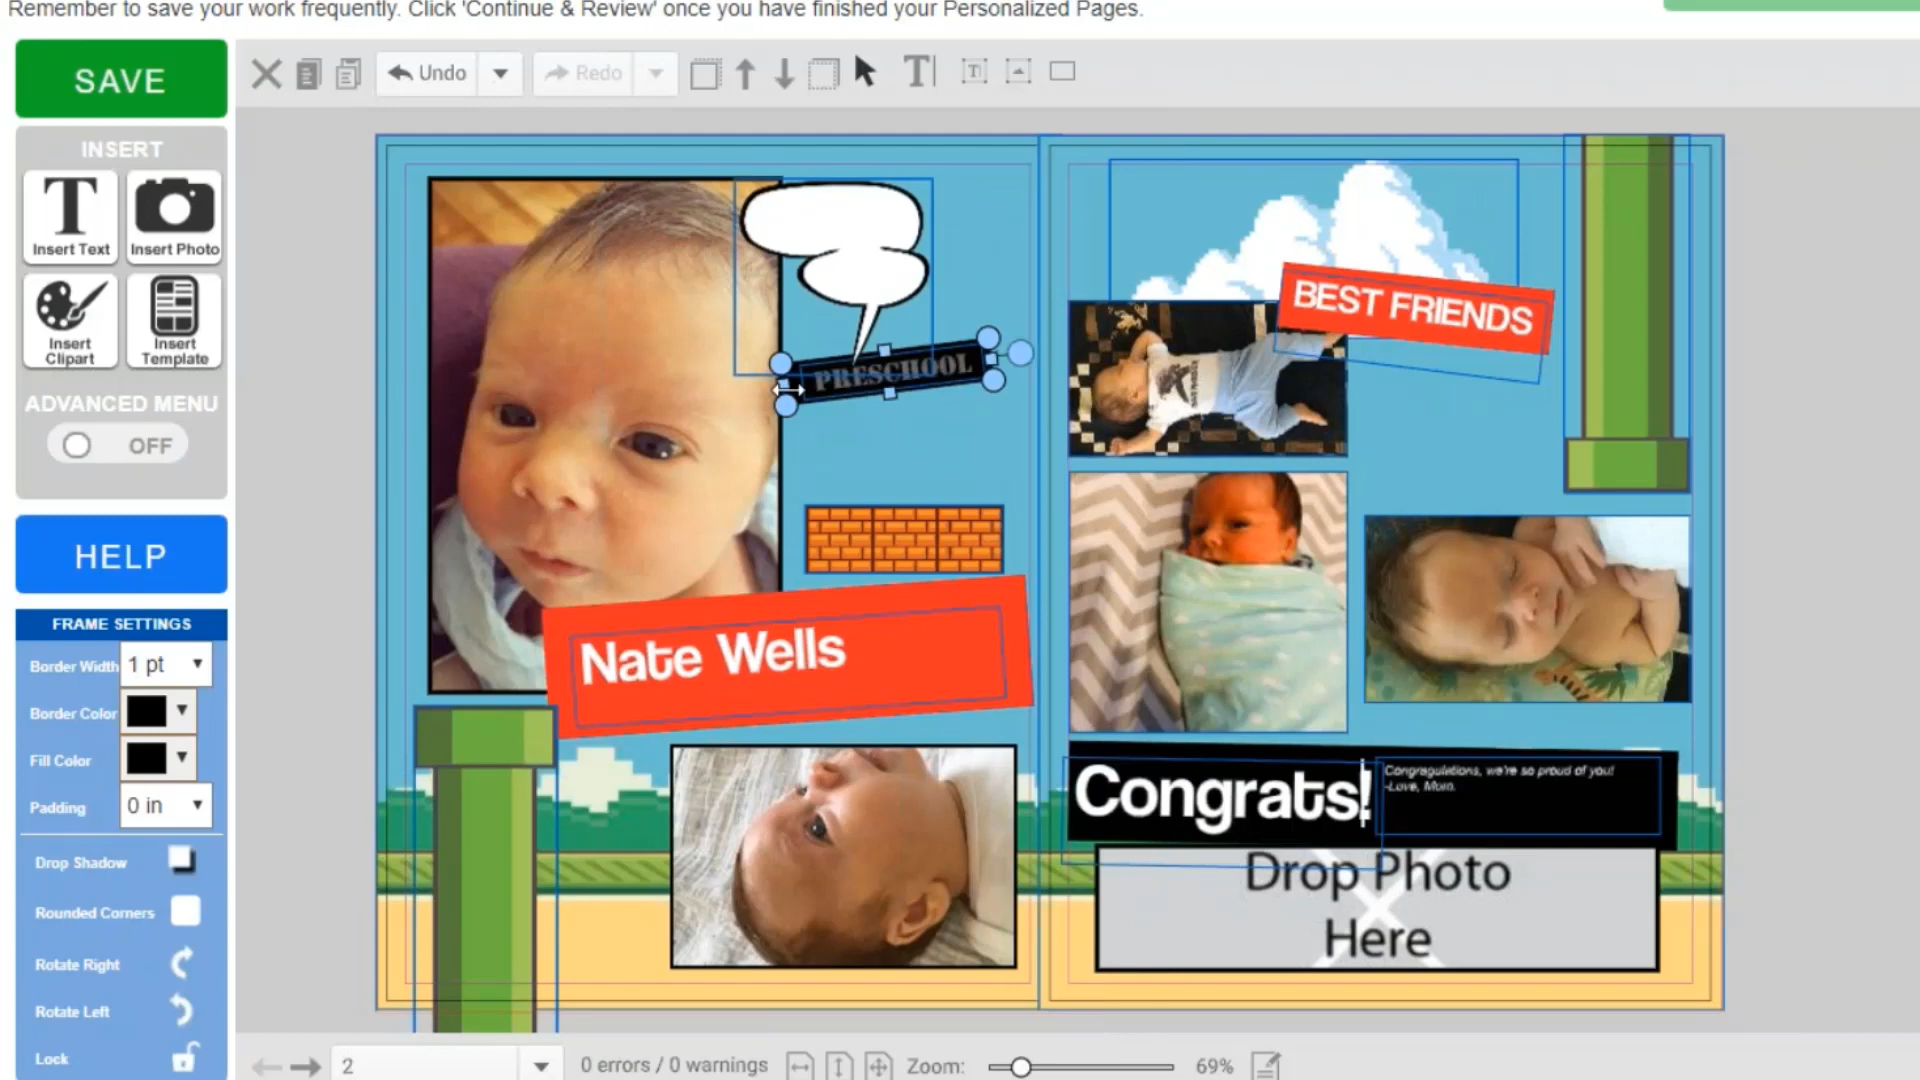 Remember to save your work frequently. Click 'Continue & Review' once you have finished your Personalized Pages.
SAVE
Undo
Redo
T
INSERT
Insert Text
Insert Photo
Insert Clipart
Insert Template
ADVANCED MENU
OFF
HELP
FRAME SETTINGS
Border Width 1 pt
Border Color
Fill Color
Padding 0 in
Drop Shadow
Rounded Corners
Rotate Right
Rotate Left
Lock
PRESCHOOL
Nate Wells
BEST FRIENDS
Congrats!
Congragulations, we're so proud of you!
-Love, Mom.
Drop Photo
Here
2
0 errors / 0 warnings
Zoom:
69%